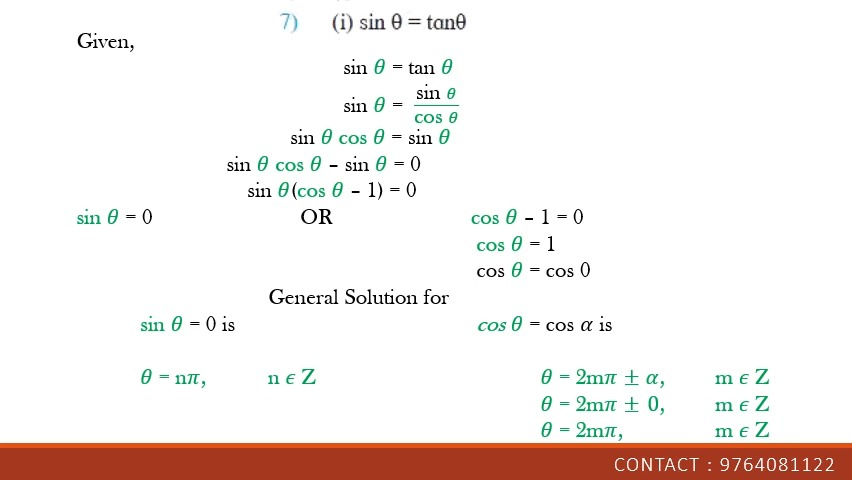 7) (i) sin θ = tanθ
Given,
sin θ = tan θ
sin θ = sin θ / cos θ
sin θ cos θ = sin θ
sin θ cos θ – sin θ = 0
sin θ(cos θ – 1) = 0
sin θ = 0 OR cos θ – 1 = 0
cos θ = 1
cos θ = cos 0
General Solution for
sin θ = 0 is cos θ = cos α is
θ = nπ, n ϵ Z θ = 2mπ ± α, m ϵ Z
θ = 2mπ ± 0, m ϵ Z
θ = 2mπ, m ϵ Z
CONTACT : 9764081122